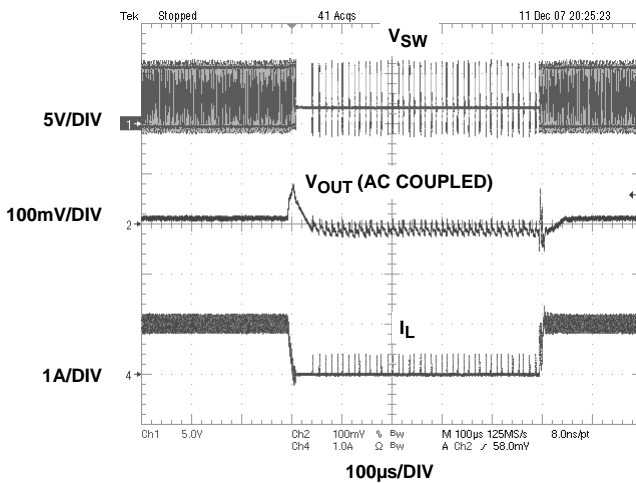 Tek Stopped 41 Acqs 11 Dec 07 20:25:23
VSW
5V/DIV
1
VOUT (AC COUPLED)
100mV/DIV
2
IL
1A/DIV
4
Ch1 5.0V Ch2 100mV % BW M 100µs 125MS/s 8.0ns/pt
Ch4 1.0A Ω BW A Ch2 ∫ 58.0mV
100µs/DIV